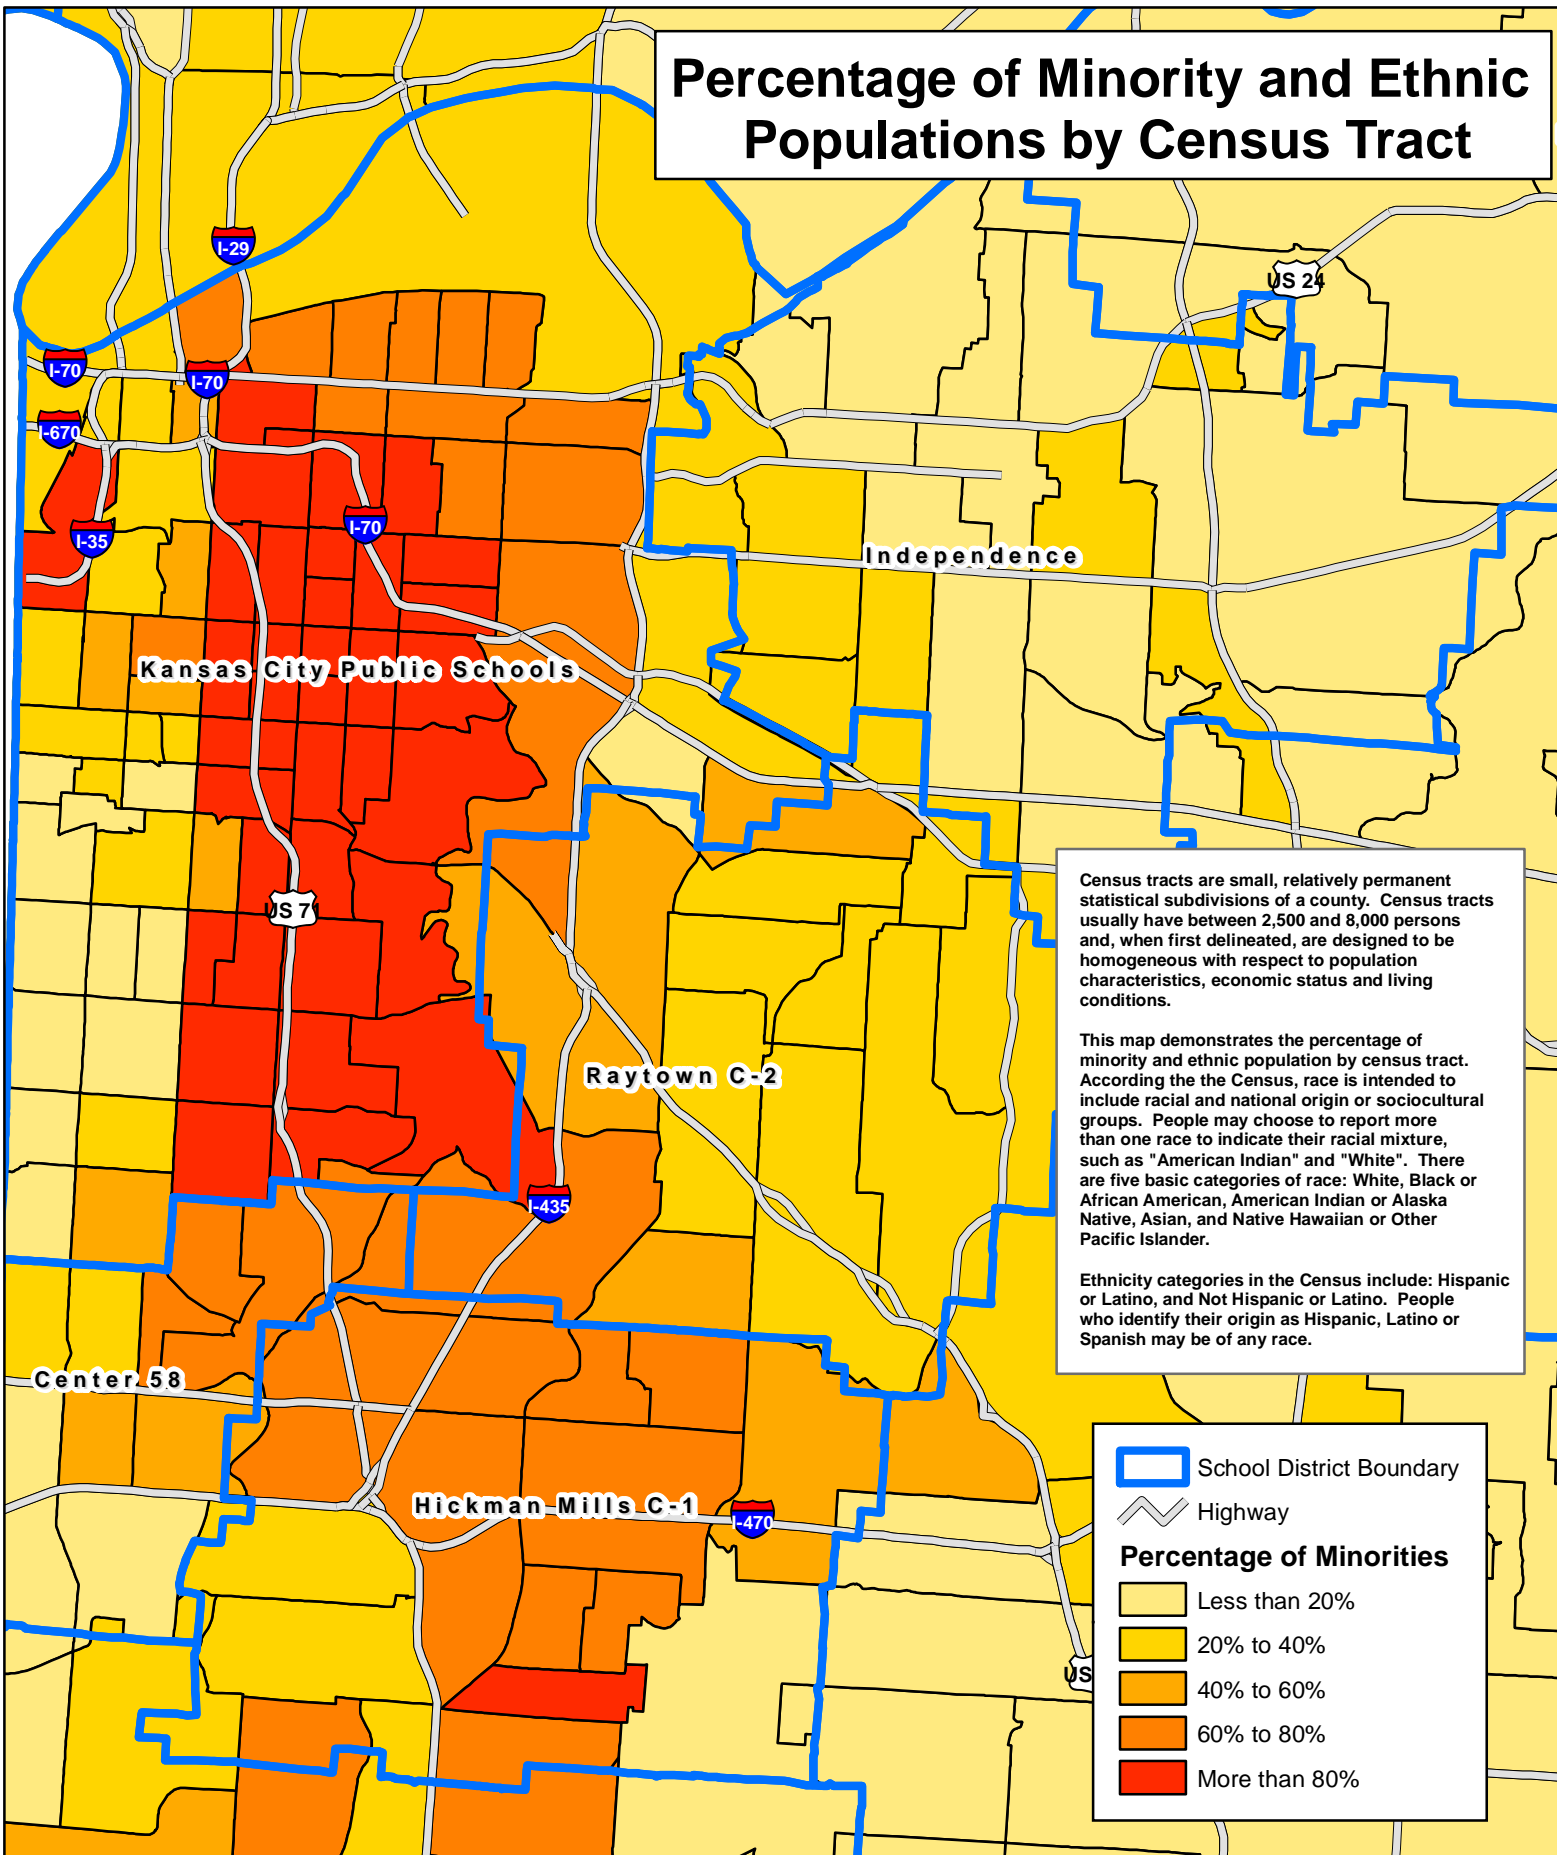 Percentage of Minority and Ethnic
Populations by Census Tract
I-29
US 24
I-70
I-70
I-670
I-70
I-35
Independence
Kansas City Public Schools
US 71
Census tracts are small, relatively permanent
statistical subdivisions of a county. Census tracts
usually have between 2,500 and 8,000 persons
and, when first delineated, are designed to be
homogeneous with respect to population
characteristics, economic status and living
conditions.
This map demonstrates the percentage of
minority and ethnic population by census tract.
According the the Census, race is intended to
include racial and national origin or sociocultural
groups. People may choose to report more
than one race to indicate their racial mixture,
such as "American Indian" and "White". There
are five basic categories of race: White, Black or
African American, American Indian or Alaska
Native, Asian, and Native Hawaiian or Other
Pacific Islander.
Ethnicity categories in the Census include: Hispanic
or Latino, and Not Hispanic or Latino. People
who identify their origin as Hispanic, Latino or
Spanish may be of any race.
Raytown C-2
I-435
Center 58
Hickman Mills C-1
I-470
School District Boundary
Highway
Percentage of Minorities
Less than 20%
20% to 40%
40% to 60%
60% to 80%
More than 80%
US